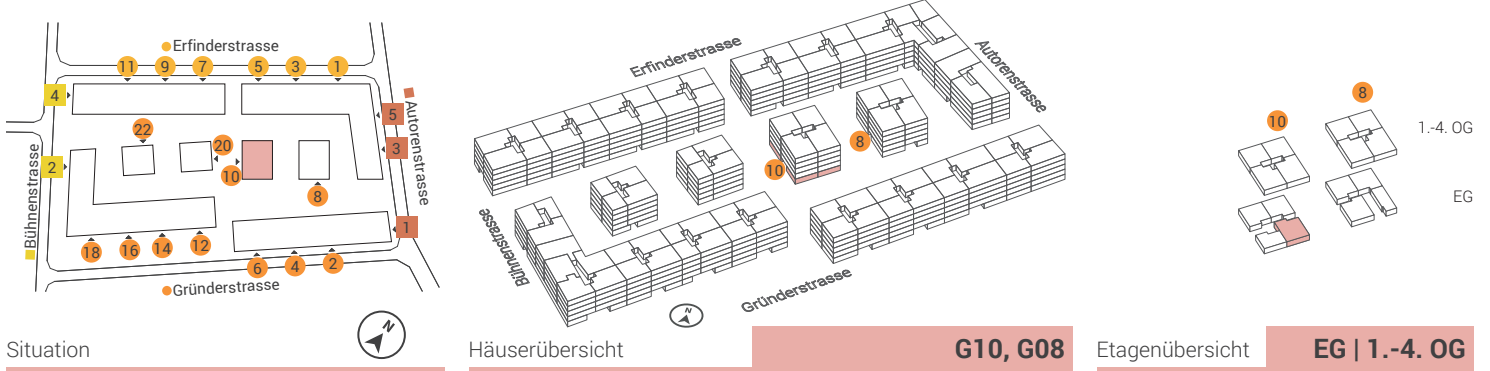 Erfinderstrasse
11 9 7 5 3 1
4
5
Autorenstrasse
22
20
3
2
10
8
Bühnenstrasse
1
18 16 14 12
6 4 2
Gründerstrasse
N
Situation
Erfinderstrasse
Autorenstrasse
8
10
Bühnenstrasse
Gründerstrasse
N
Häuserübersicht
G10, G08
8
10
1.-4. OG
EG
Etagenübersicht
EG | 1.-4. OG